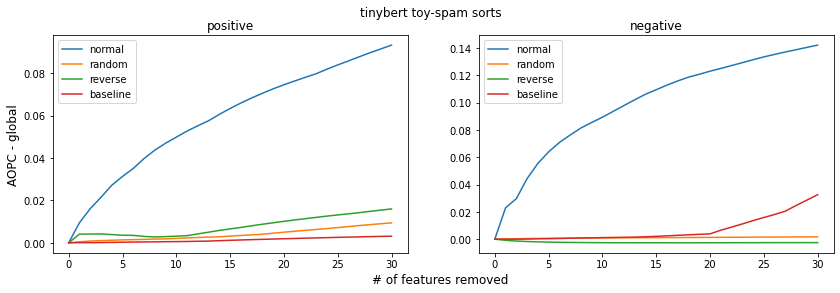 tinybert toy-spam sorts
positive
negative
AOPC - global
0.08
0.06
0.04
0.02
0.00
0
5
10
15
20
25
30
normal
random
reverse
baseline
0.14
0.12
0.10
0.08
0.06
0.04
0.02
0.00
0
5
10
15
20
25
30
normal
random
reverse
baseline
# of features removed